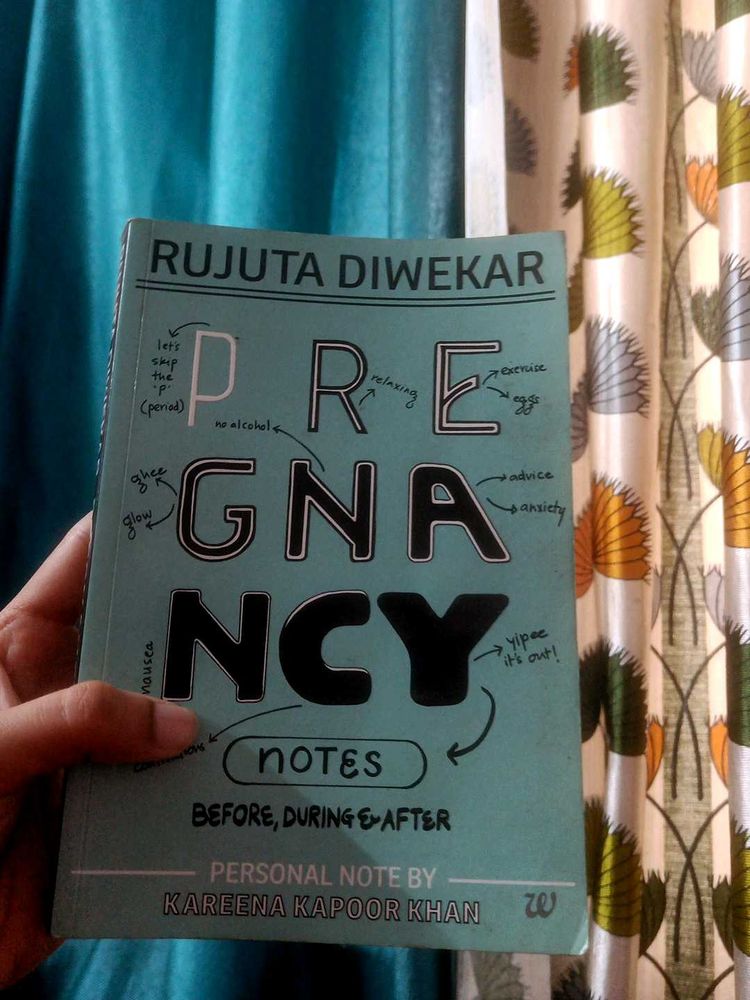 RUJUTA DIWEKAR
let's
skip
the
'P'
(period)
P R E
relaxing
exercise
eggs
no alcohol
ghee
glow
G N A
advice
anxiety
nausea
N C Y
yipee
it's out!
NOTES
BEFORE, DURING & AFTER
PERSONAL NOTE BY
KAREENA KAPOOR KHAN
W